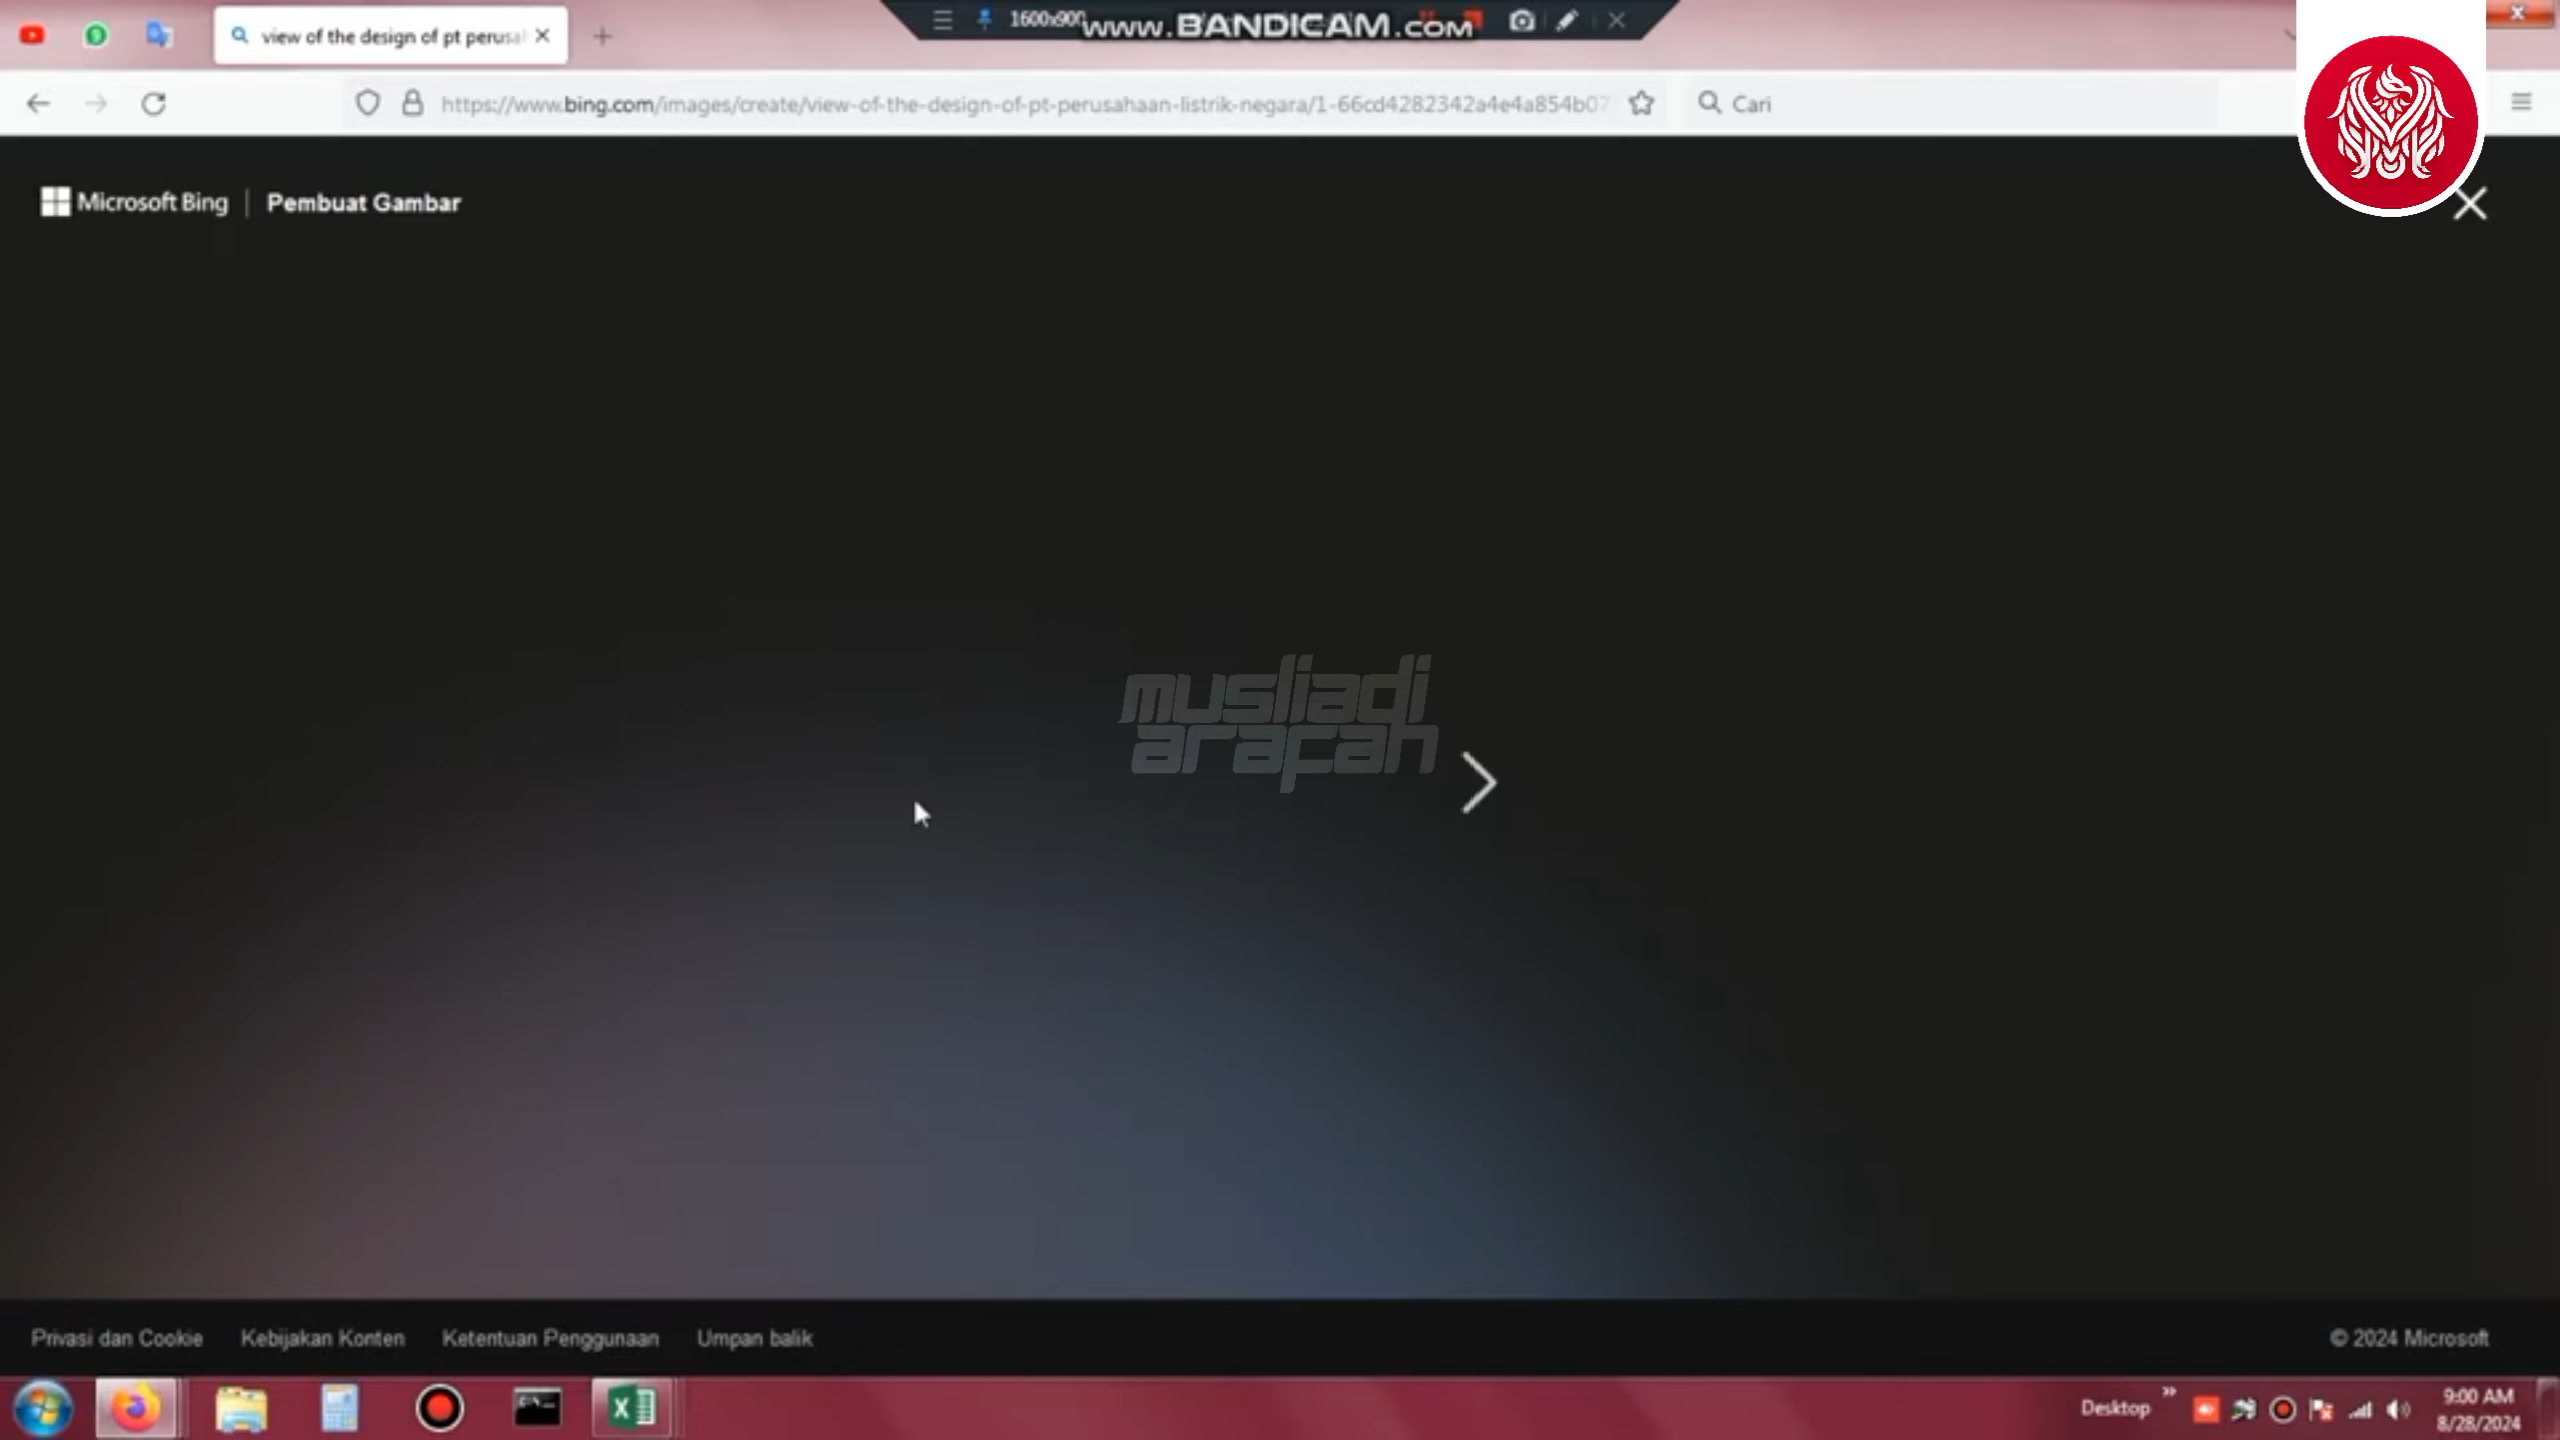 view of the design of pt perusa
1600x900
www.BANDICAM.com
https://www.bing.com/images/create/view-of-the-design-of-pt-perusahaan-listrik-negara/1-66cd4282342a4e4a854b07
Cari
Microsoft Bing | Pembuat Gambar
musliadi
arafah
Privasi dan Cookie Kebijakan Konten Ketentuan Penggunaan Umpan balik
© 2024 Microsoft
Desktop
9:00 AM
8/28/2024